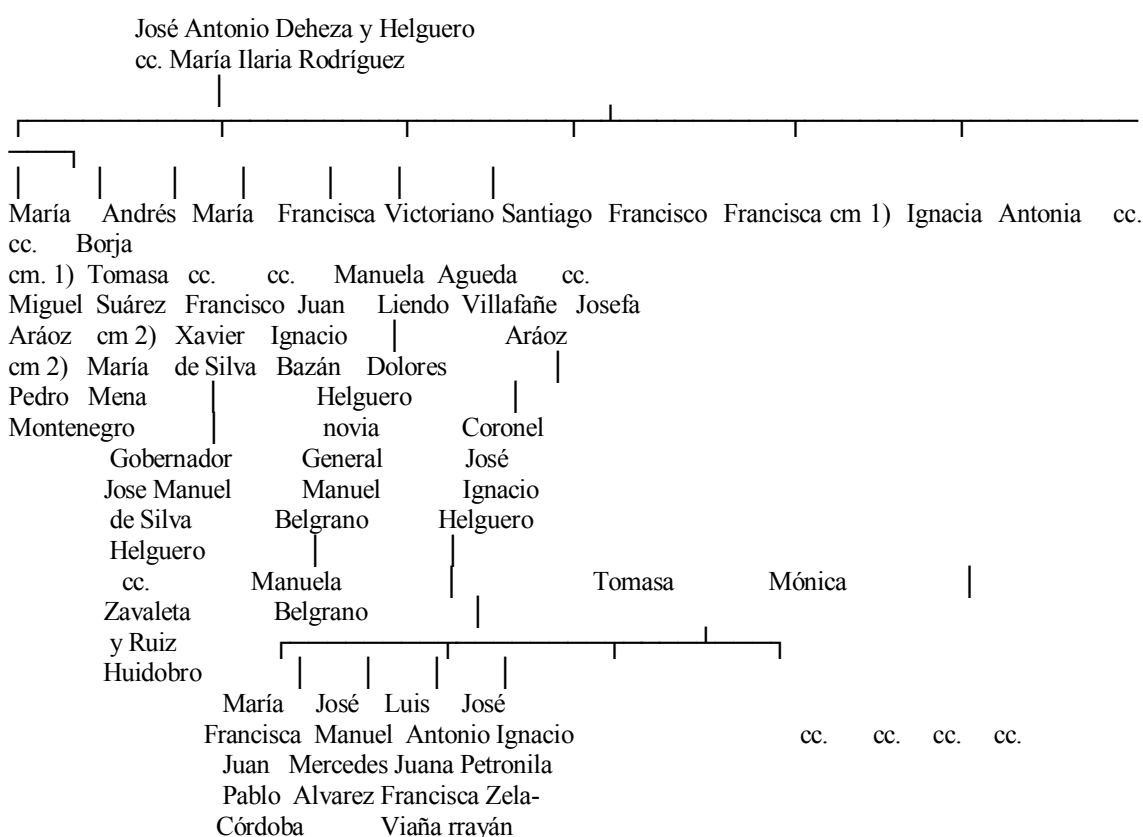 José Antonio Deheza y Helguero
cc. María Ilaria Rodríguez
María Andrés María Francisca Victoriano Santiago Francisco Francisca cm 1) Ignacia Antonia cc.
cc. Borja
cm. 1) Tomasa cc. cc. Manuela Agueda cc.
Miguel Suárez Francisco Juan Liendo Villafañe Josefa
Aráoz cm 2) Xavier Ignacio Aráoz
cm 2) María de Silva Bazán Dolores
Pedro Mena Helguero
Montenegro novia Coronel
Gobernador General José
Jose Manuel Manuel Ignacio
de Silva Belgrano Helguero
Helguero
cc. Manuela Tomasa Mónica
Zavaleta Belgrano
y Ruiz
Huidobro
María José Luis José
Francisca Manuel Antonio Ignacio cc. cc. cc. cc.
Juan Mercedes Juana Petronila
Pablo Alvarez Francisca Zela-
Córdoba Viaña rrayán